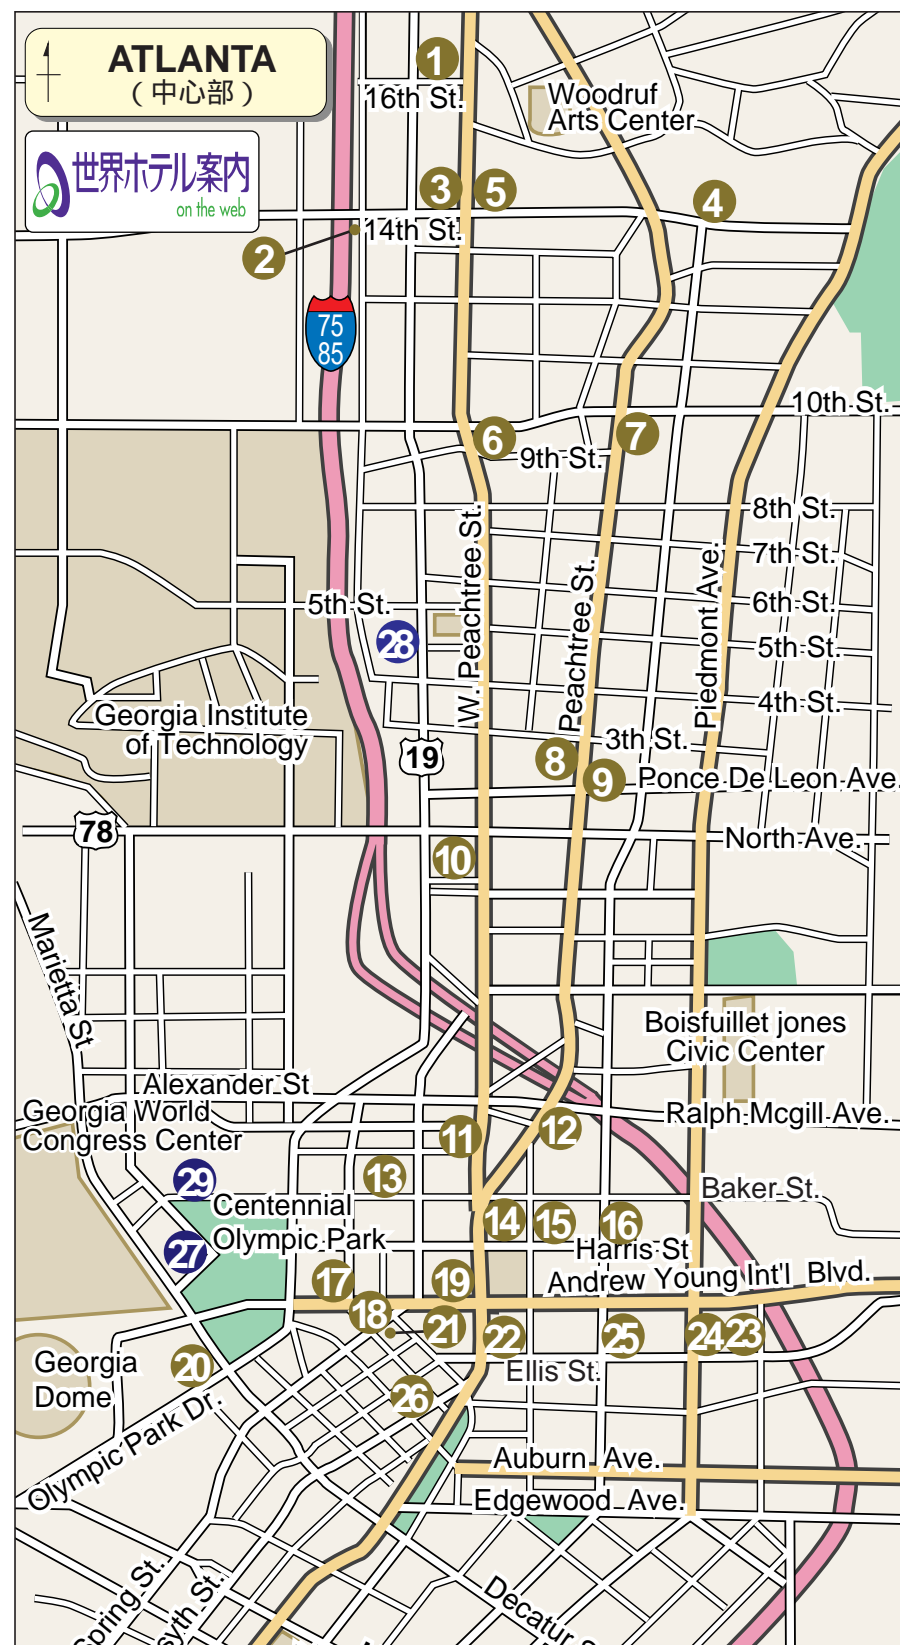 ATLANTA
（中心部）
世界ホテル案内
on the web
1
16th St.
Woodruf
Arts Center
3
5
4
14th St.
2
75
85
10th St.
6
7
9th St.
8th St.
7th St.
5th St.
6th St.
28
5th St.
W. Peachtree St.
Peachtree St.
Piedmont Ave.
4th St.
Georgia Institute
of Technology
3th St.
19
8
9
Ponce De Leon Ave.
78
North Ave.
10
Marietta St
Boisfuillet jones
Civic Center
Alexander St
Georgia World
Congress Center
Ralph Mcgill Ave.
11
12
29
13
Baker St.
Centennial
Olympic Park
14
15
16
27
Harris St
17
19
Andrew Young Int'l Blvd.
18
21
22
25
24
23
20
Georgia
Dome
Ellis St.
26
Olympic Park Dr.
Auburn Ave.
Edgewood Ave.
Spring St.
syth St.
Decatur S